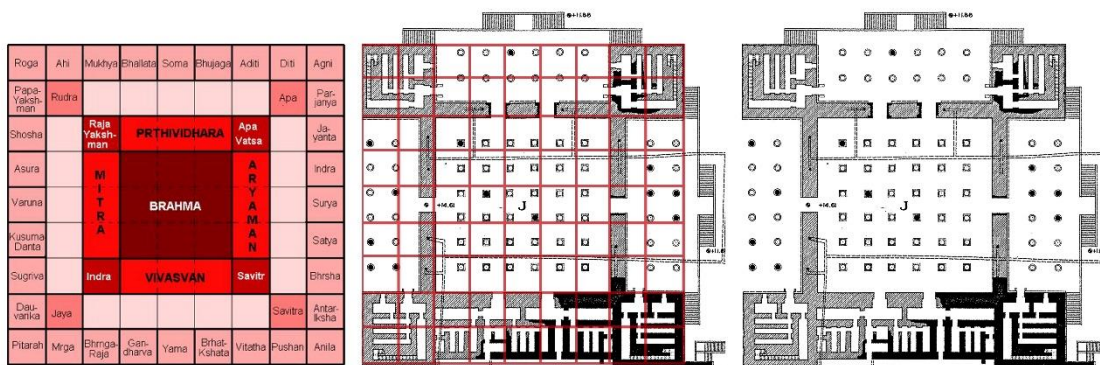 Roga Ahi Mukhya Bhallata Soma Bhujaga Aditi Diti Agni
Papa-
Yaksh-
man
Rudra
Apa
Par-
janya
Shosha
Raja
Yaksh-
man
PRTHIVIDHARA
Apa
Vatsa
Ja-
yanta
Asura
Indra
MITRA
BRAHMA
ARYAMAN
Varuna
Surya
Kusuma
Danta
Satya
Sugriva
Indra
VIVASVAN
Savitr
Bhrsha
Dau-
varika
Jaya
Savitra
Antar-
iksha
Pitarah
Mrga
Bhrnga-
Raja
Gan-
dharva
Yama
Brhat-
Kshata
Vitatha
Pushan
Anila
J
J